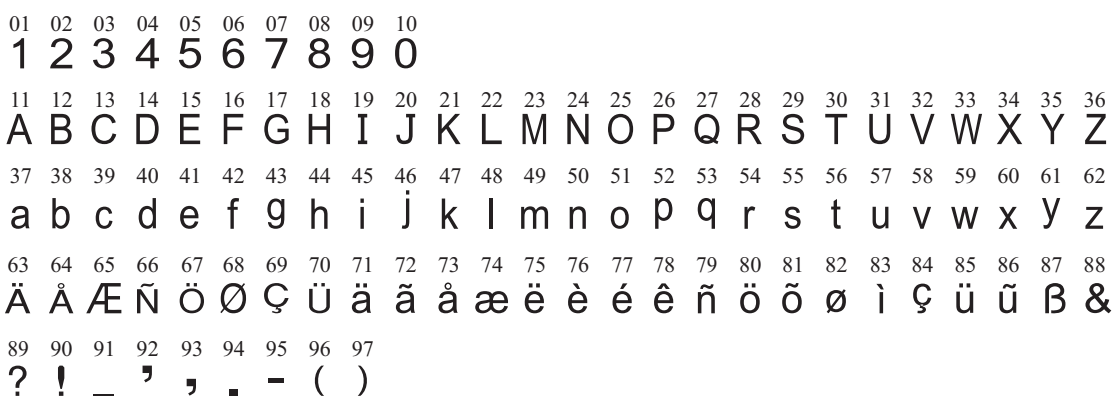 01 02 03 04 05 06 07 08 09 10
1 2 3 4 5 6 7 8 9 0
11 12 13 14 15 16 17 18 19 20 21 22 23 24 25 26 27 28 29 30 31 32 33 34 35 36
A B C D E F G H I J K L M N O P Q R S T U V W X Y Z
37 38 39 40 41 42 43 44 45 46 47 48 49 50 51 52 53 54 55 56 57 58 59 60 61 62
a b c d e f g h i j k l m n o p q r s t u v w x y z
63 64 65 66 67 68 69 70 71 72 73 74 75 76 77 78 79 80 81 82 83 84 85 86 87 88
Ä Å Æ Ñ Ö Ø Ç Ü ä ã å æ ë è é ê ñ ö õ ø ì ç ü ũ ß &
89 90 91 92 93 94 95 96 97
? ! _ ’ , . - ( )